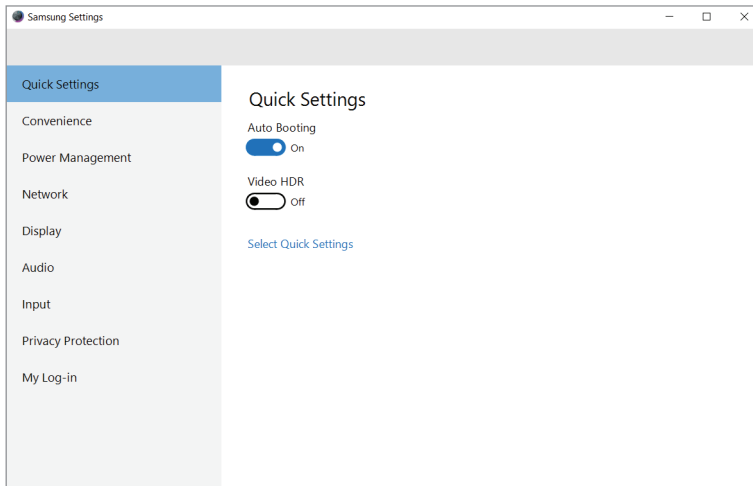 Samsung Settings
Quick Settings
Convenience
Power Management
Network
Display
Audio
Input
Privacy Protection
My Log-in
Quick Settings
Auto Booting
On
Video HDR
Off
Select Quick Settings